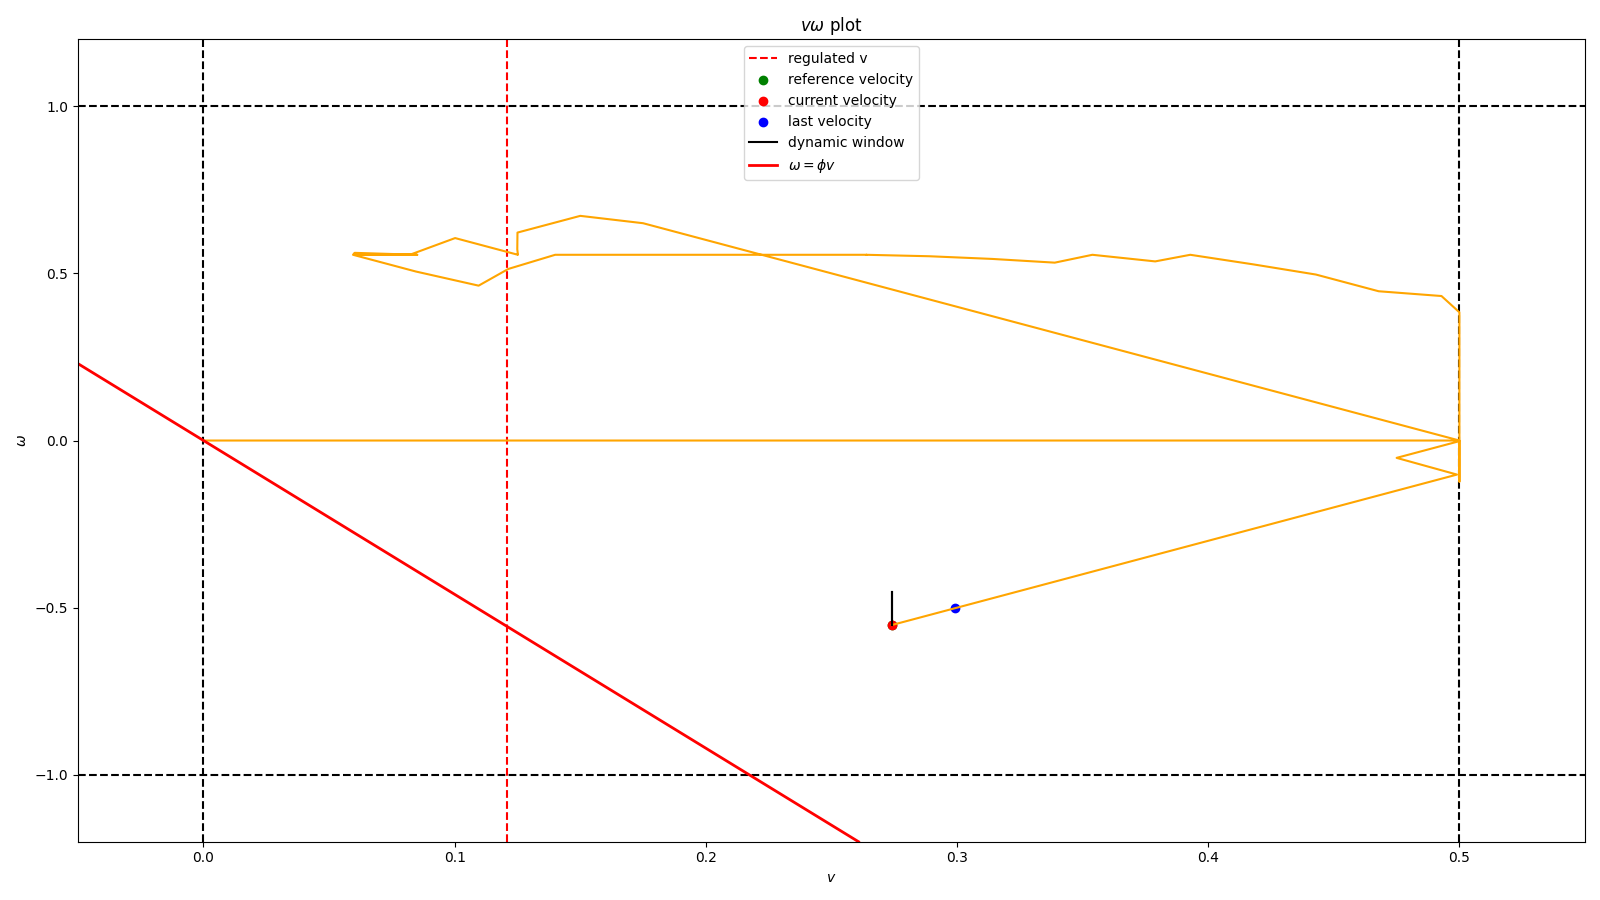 vω plot
regulated v
reference velocity
current velocity
last velocity
dynamic window
ω = ϕv
1.0
0.5
0.0
−0.5
−1.0
ω
0.0 0.1 0.2 0.3 0.4 0.5
v